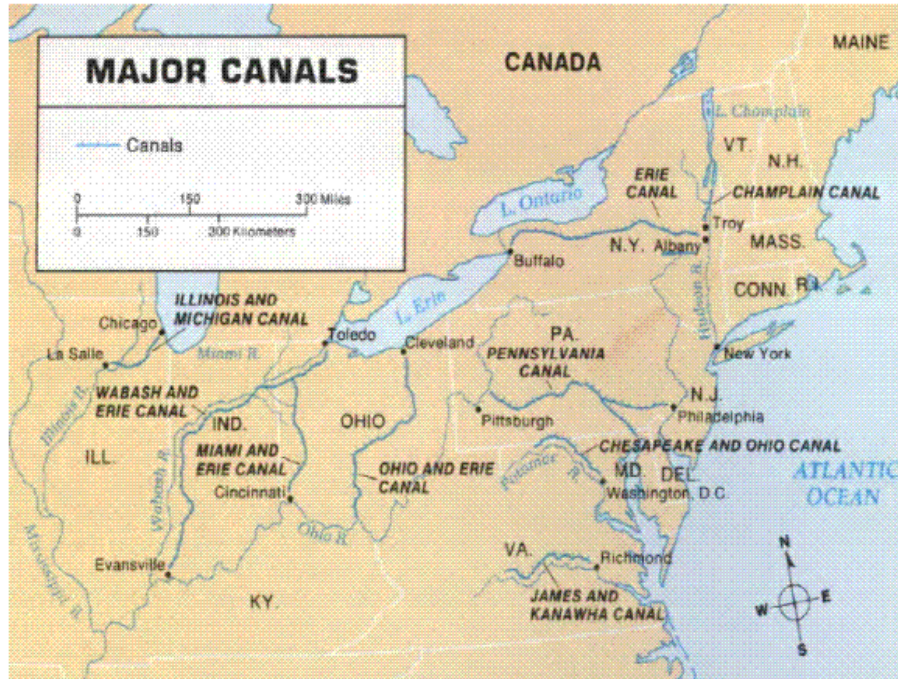 MAJOR CANALS
Canals
0 150 300 Miles
0 150 200 Kilometers
CANADA
MAINE
L. Champlain
VT.
N.H.
ERIE
CANAL
CHAMPLAIN CANAL
L. Ontario
Troy
N.Y.
Albany
MASS.
Buffalo
CONN.
R.I.
Hudson R.
L. Erie
ILLINOIS AND
MICHIGAN CANAL
Chicago
Toledo
La Salle
Miami R.
Cleveland
PA.
PENNSYLVANIA
CANAL
New York
N.J.
WABASH AND
ERIE CANAL
Illinois R.
IND.
OHIO
Pittsburgh
Philadelphia
ILL.
MIAMI AND
ERIE CANAL
CHESAPEAKE AND OHIO CANAL
Potomac
R.
MD.
DEL.
OHIO AND ERIE
CANAL
Wabash R.
Cincinnati
Washington, D.C.
ATLANTIC
OCEAN
Ohio R.
Mississippi R.
Evansville
VA.
Richmond
KY.
JAMES AND
KANAWHA CANAL
N
W E
S